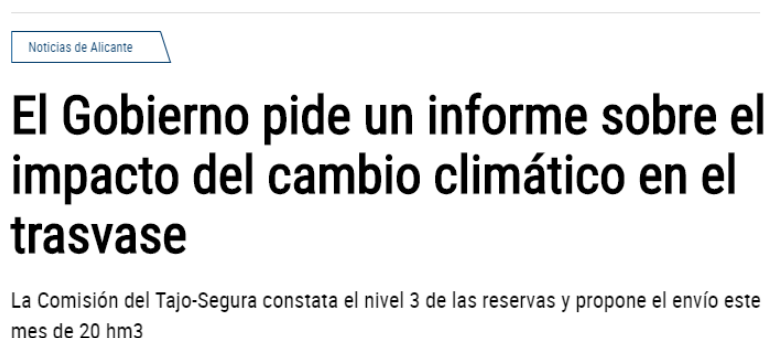 Noticias de Alicante
El Gobierno pide un informe sobre el
impacto del cambio climático en el
trasvase
La Comisión del Tajo-Segura constata el nivel 3 de las reservas y propone el envío este
mes de 20 hm3